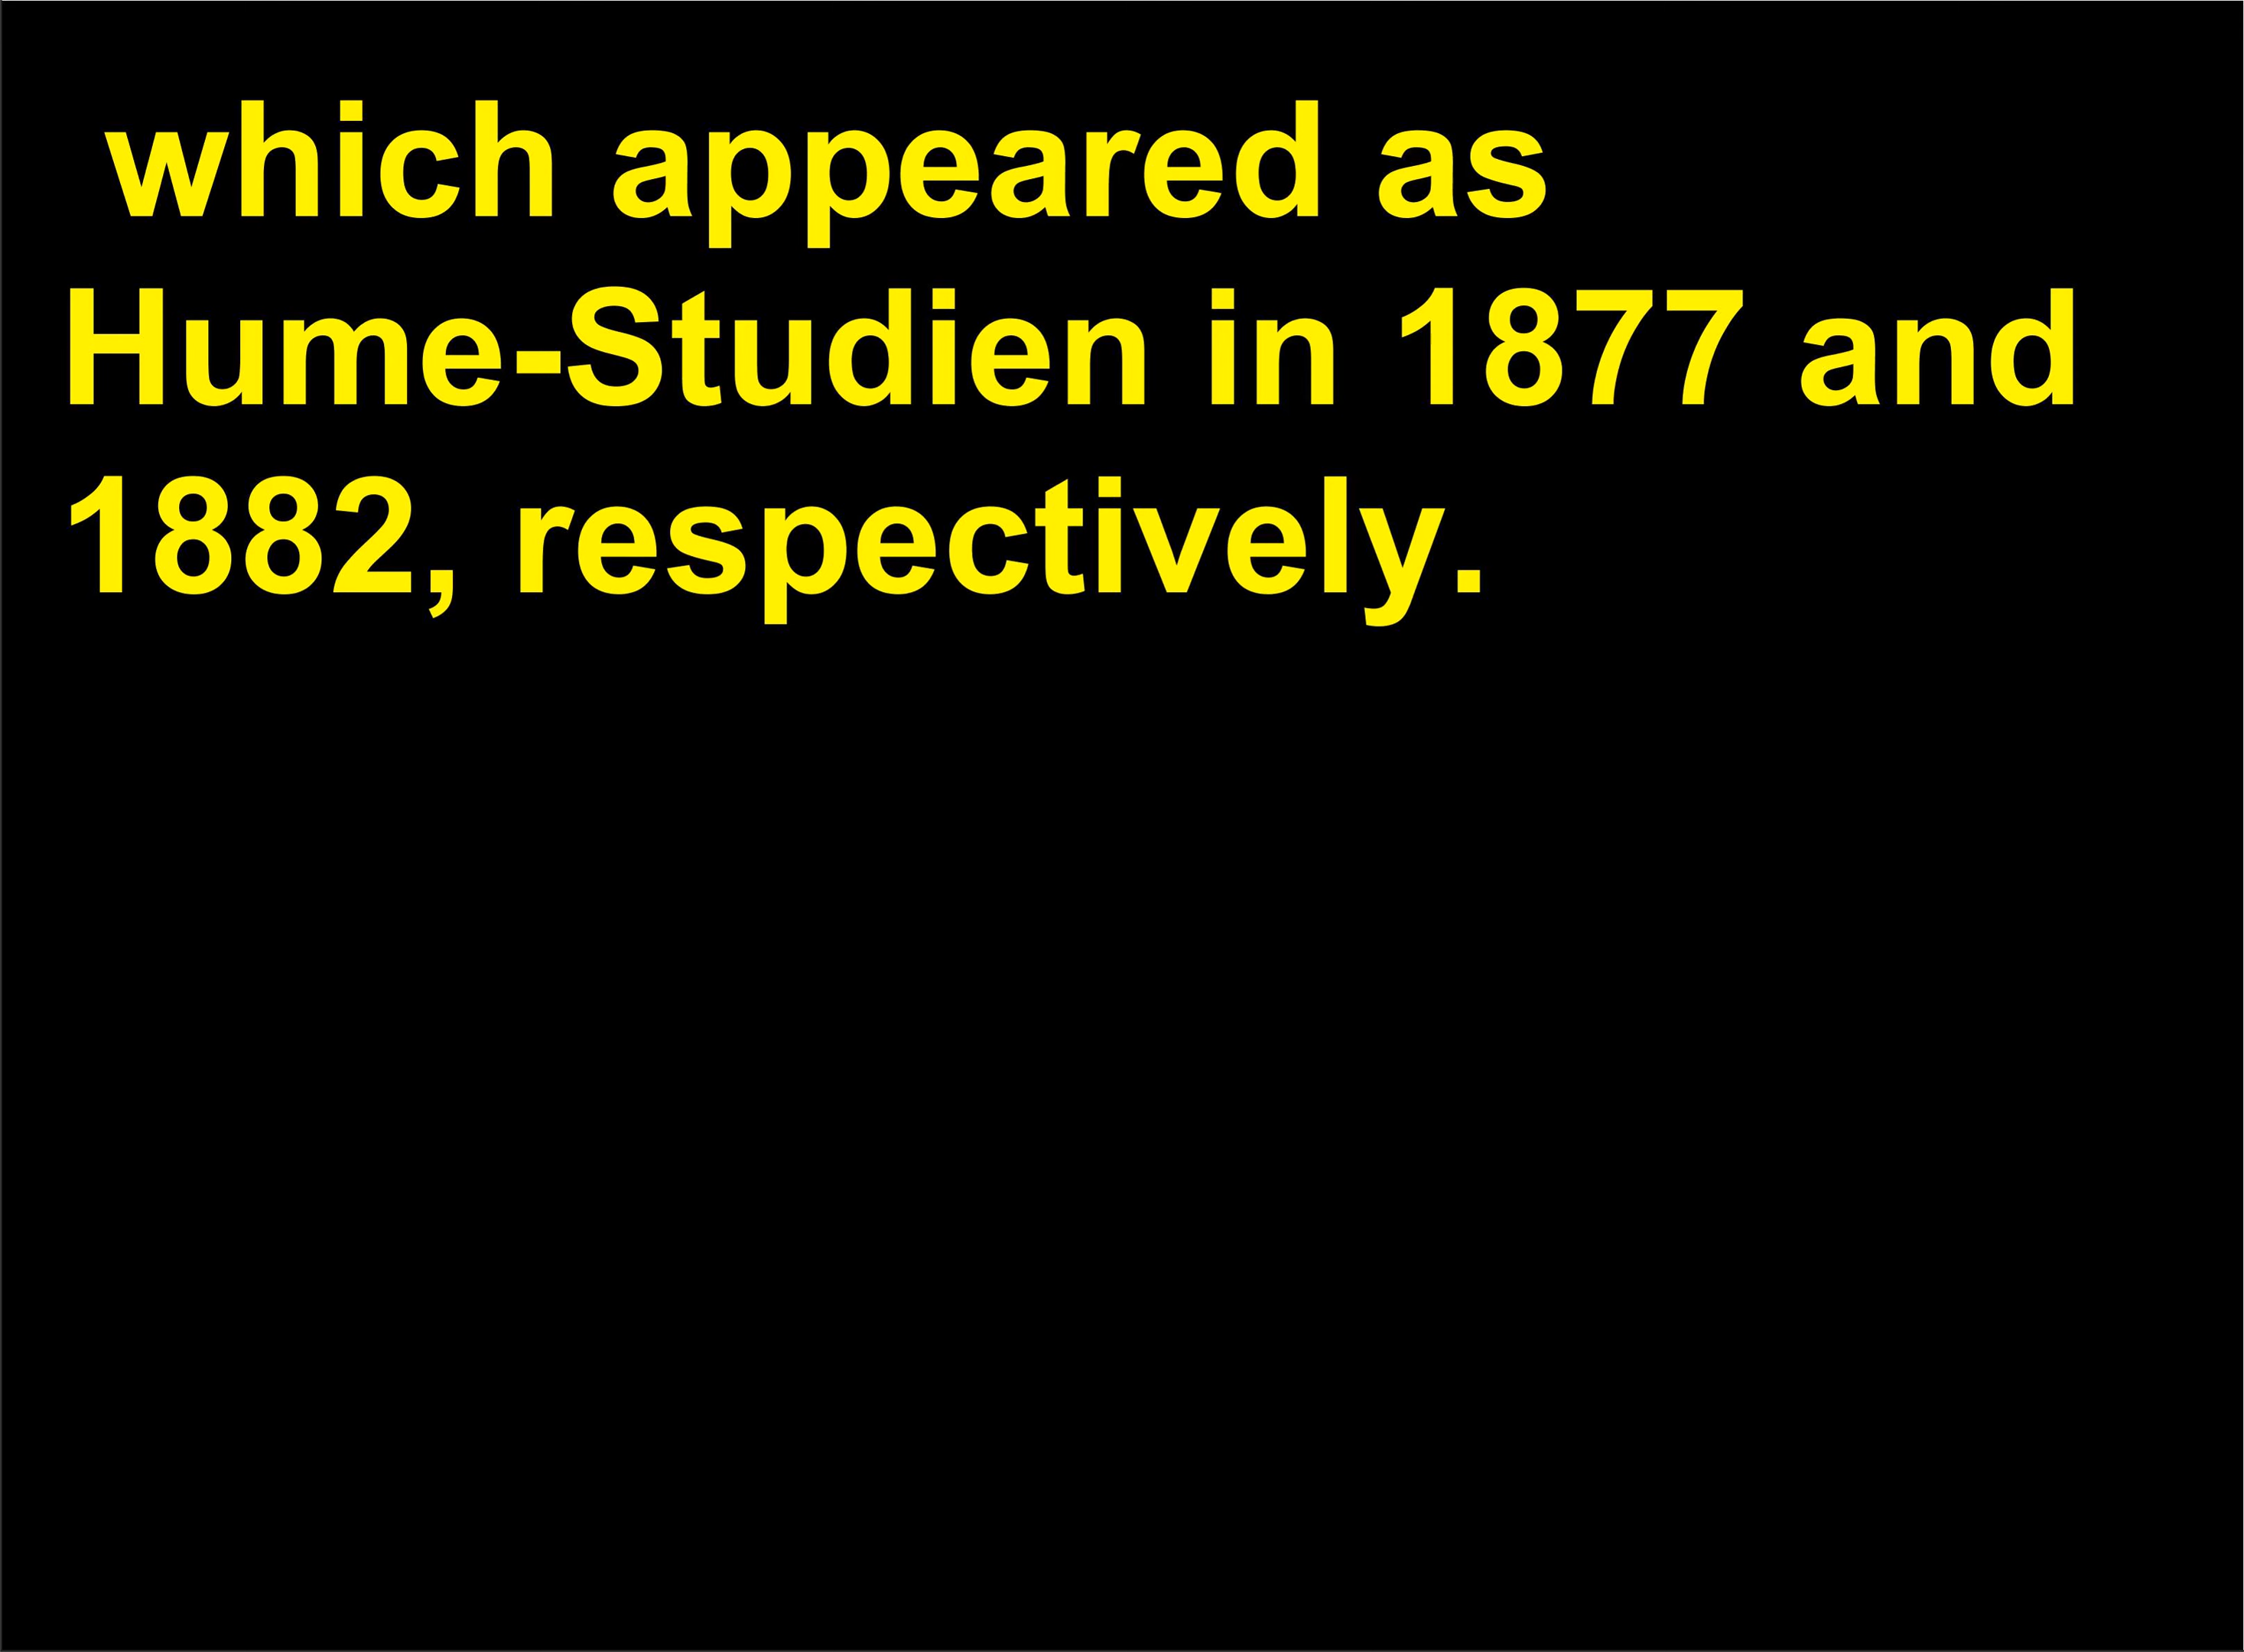 which appeared as
Hume-Studien in 1877 and
1882, respectively.